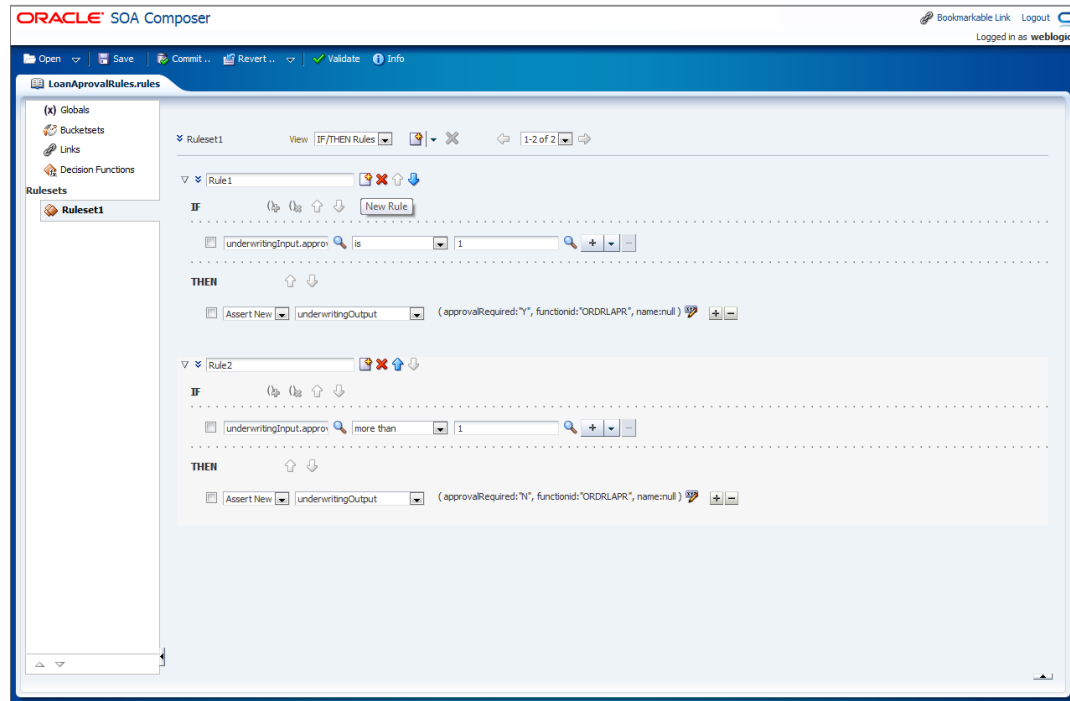 ORACLE SOA Composer
Bookmarkable Link Logout
Logged in as weblogic
Open Save Commit .. Revert .. Validate Info
LoanAprovalRules.rules
(x) Globals
Bucketsets
Links
Decision Functions
Rulesets
Ruleset1
Ruleset1 View IF/THEN Rules 1-2 of 2
Rule1
IF New Rule
underwritingInput.approv is 1
THEN
Assert New underwritingOutput ( approvalRequired:"Y", functionid:"ORDRLAPR", name:null )
Rule2
IF
underwritingInput.approv more than 1
THEN
Assert New underwritingOutput ( approvalRequired:"N", functionid:"ORDRLAPR", name:null )